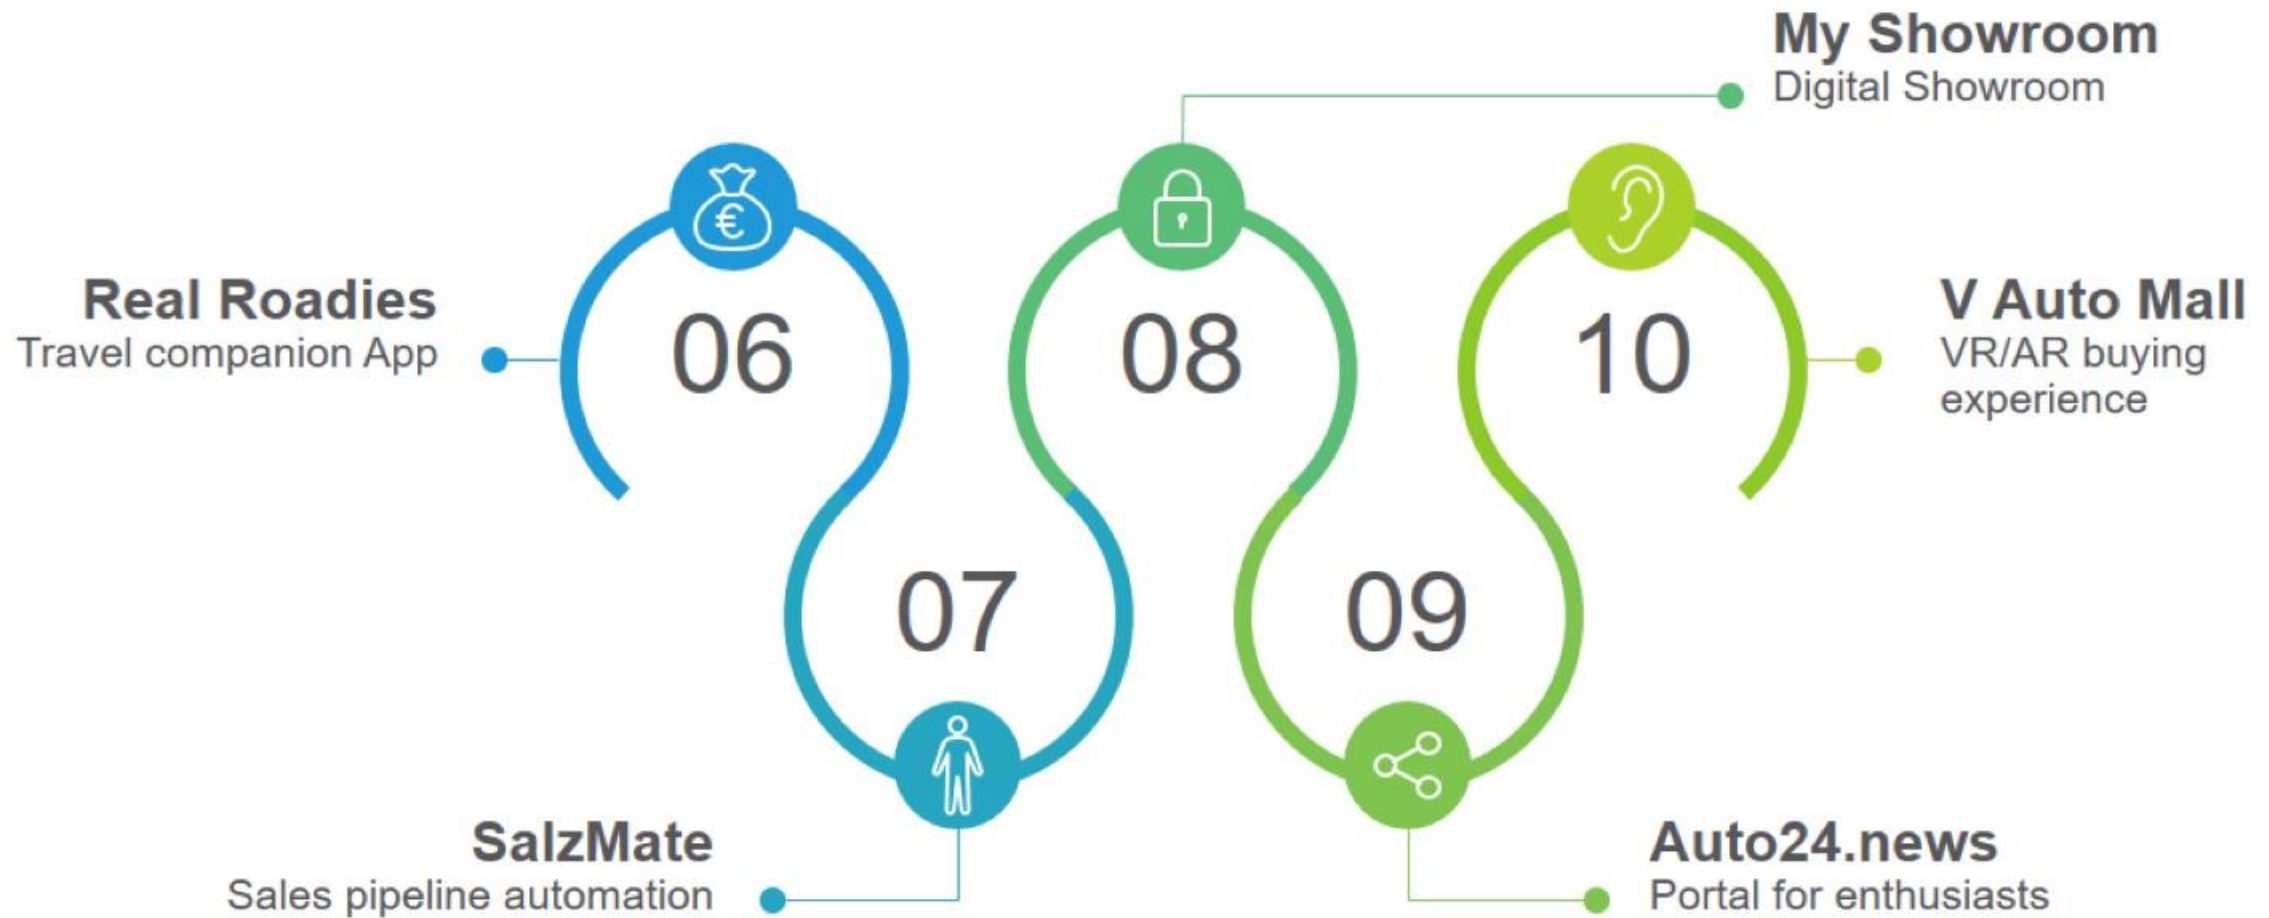 My Showroom
Digital Showroom
€
Real Roadies
Travel companion App
06
08
10
V Auto Mall
VR/AR buying
experience
07
09
SalzMate
Sales pipeline automation
Auto24.news
Portal for enthusiasts